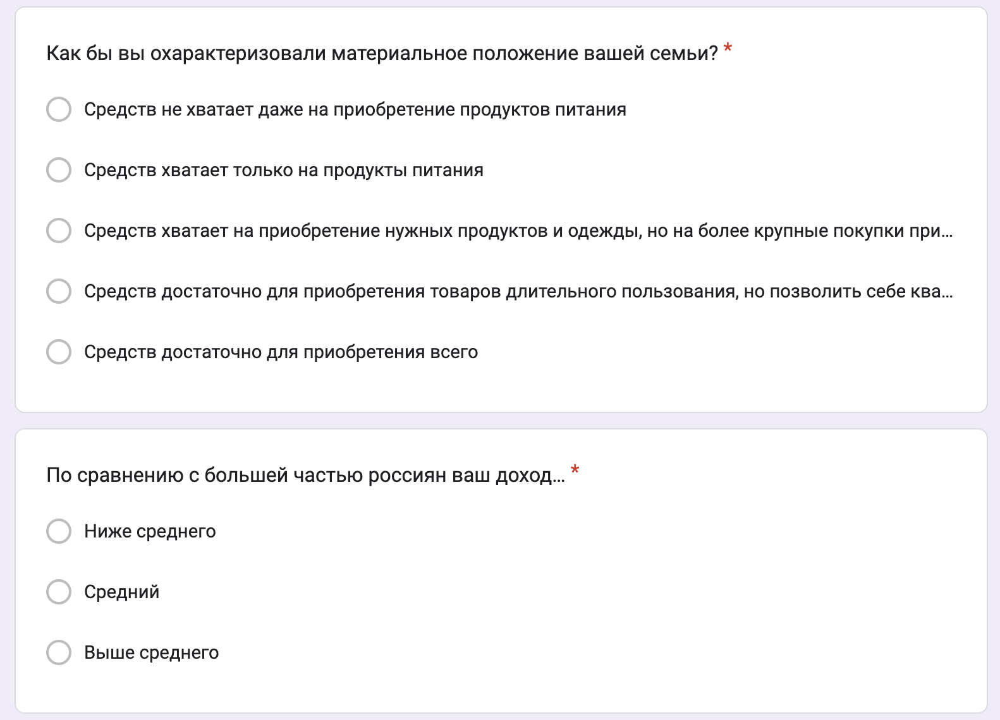 Как бы вы охарактеризовали материальное положение вашей семьи? *
Средств не хватает даже на приобретение продуктов питания
Средств хватает только на продукты питания
Средств хватает на приобретение нужных продуктов и одежды, но на более крупные покупки при...
Средств достаточно для приобретения товаров длительного пользования, но позволить себе ква...
Средств достаточно для приобретения всего
По сравнению с большей частью россиян ваш доход... *
Ниже среднего
Средний
Выше среднего